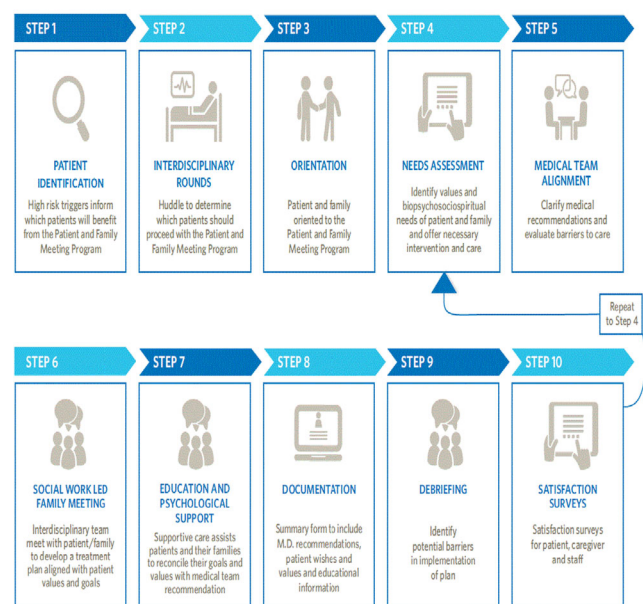 STEP 1
STEP 2
STEP 3
STEP 4
STEP 5
PATIENT
IDENTIFICATION
High risk triggers inform
which patients will benefit
from the Patient and Family
Meeting Program
INTERDISCIPLINARY
ROUNDS
Huddle to determine
which patients should
proceed with the Patient and
Family Meeting Program
ORIENTATION
Patient and family
oriented to the
Patient and Family
Meeting Program
NEEDS ASSESSMENT
Identify values and
biopsychosociospiritual
needs of patient and family
and offer necessary
intervention and care
MEDICAL TEAM
ALIGNMENT
Clarify medical
recommendations and
evaluate barriers to care
Repeat
to Step 4
STEP 6
STEP 7
STEP 8
STEP 9
STEP 10
SOCIAL WORK LED
FAMILY MEETING
Interdisciplinary team
meet with patient/family
to develop a treatment
plan aligned with patient
values and goals
EDUCATION AND
PSYCHOLOGICAL
SUPPORT
Supportive care assists
patients and their families
to reconcile their goals and
values with medical team
recommendation
DOCUMENTATION
Summary form to include
M.D. recommendations,
patient wishes and
values and educational
information
DEBRIEFING
Identify
potential barriers
in implementation
of plan
SATISFACTION
SURVEYS
Satisfaction surveys
for patient, caregiver
and staff